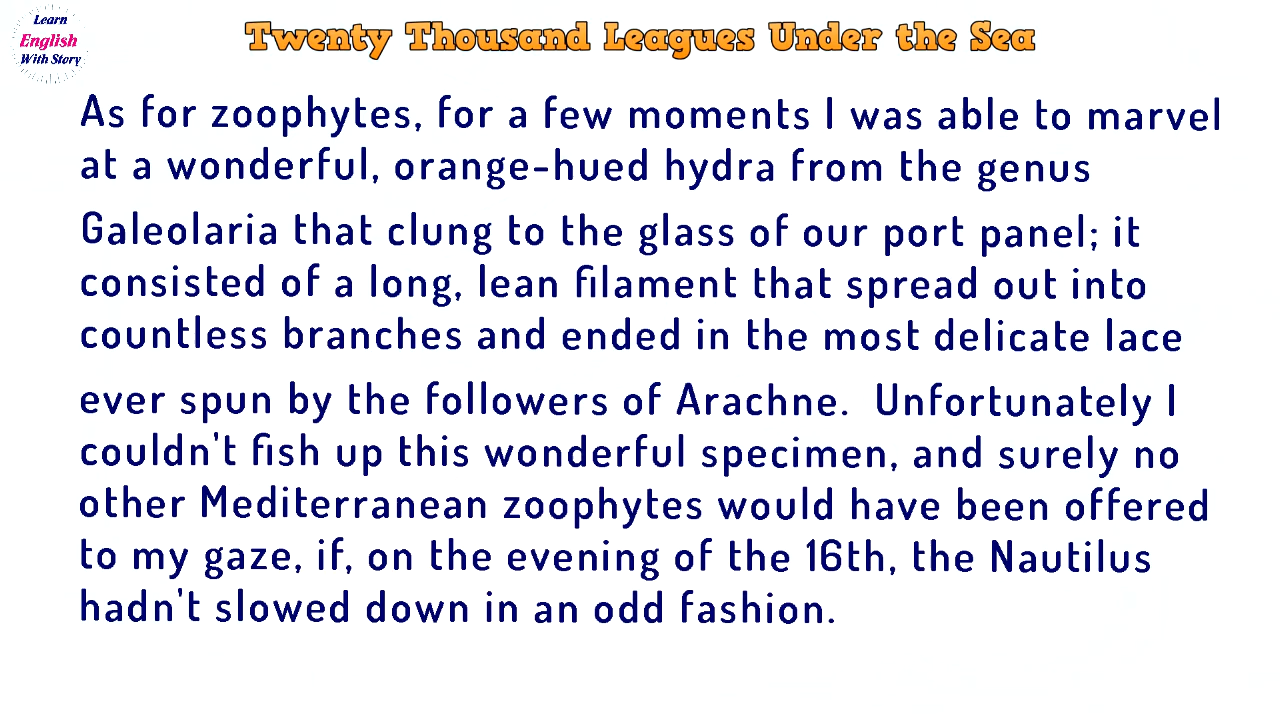 Learn
English
With Story
Twenty Thousand Leagues Under the Sea
As for zoophytes, for a few moments I was able to marvel
at a wonderful, orange-hued hydra from the genus
Galeolaria that clung to the glass of our port panel; it
consisted of a long, lean filament that spread out into
countless branches and ended in the most delicate lace
ever spun by the followers of Arachne.  Unfortunately I
couldn't fish up this wonderful specimen, and surely no
other Mediterranean zoophytes would have been offered
to my gaze, if, on the evening of the 16th, the Nautilus
hadn't slowed down in an odd fashion.